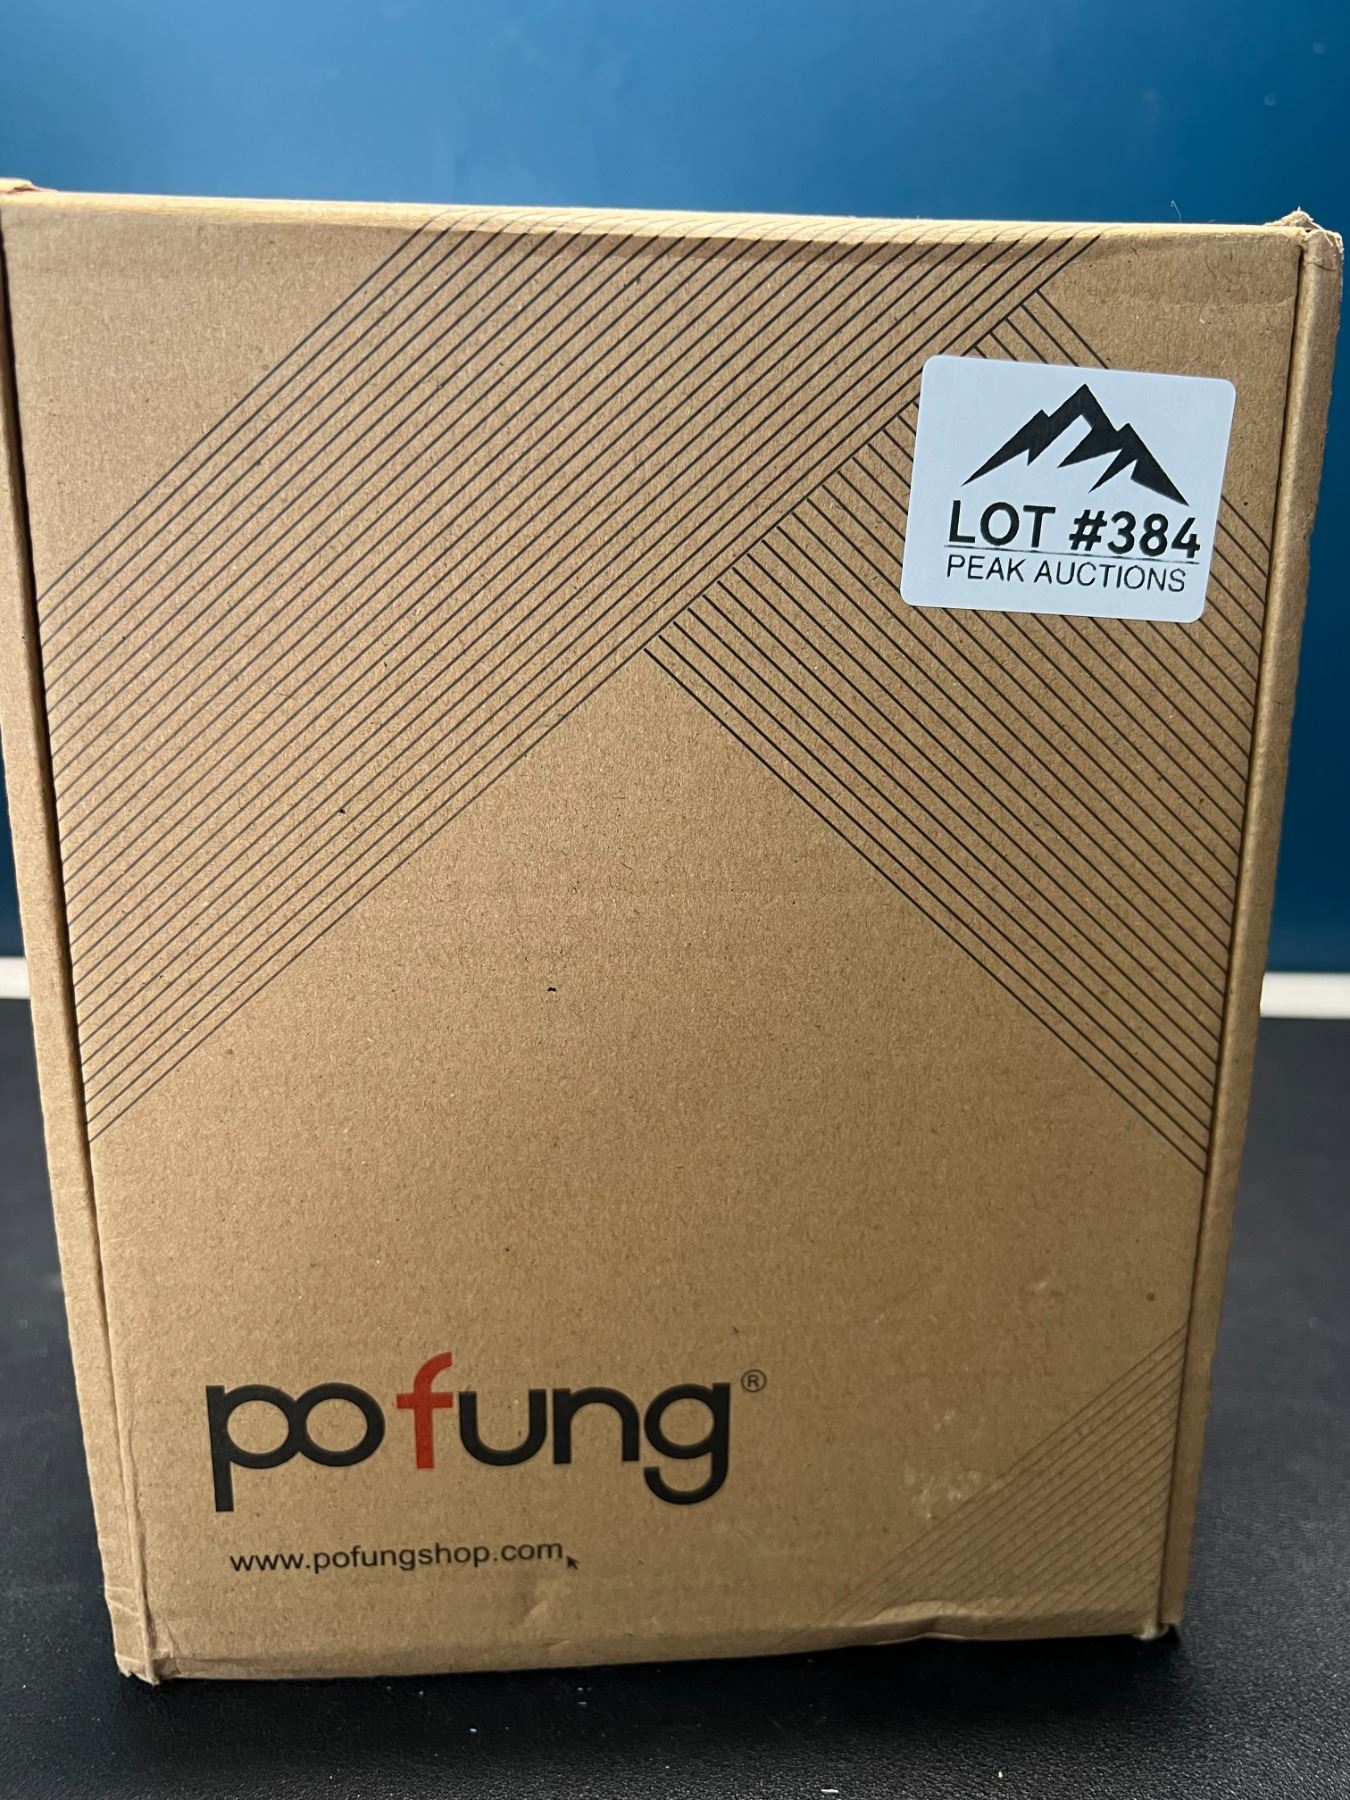 LOT #384
PEAK AUCTIONS
pofung®
www.pofungshop.com